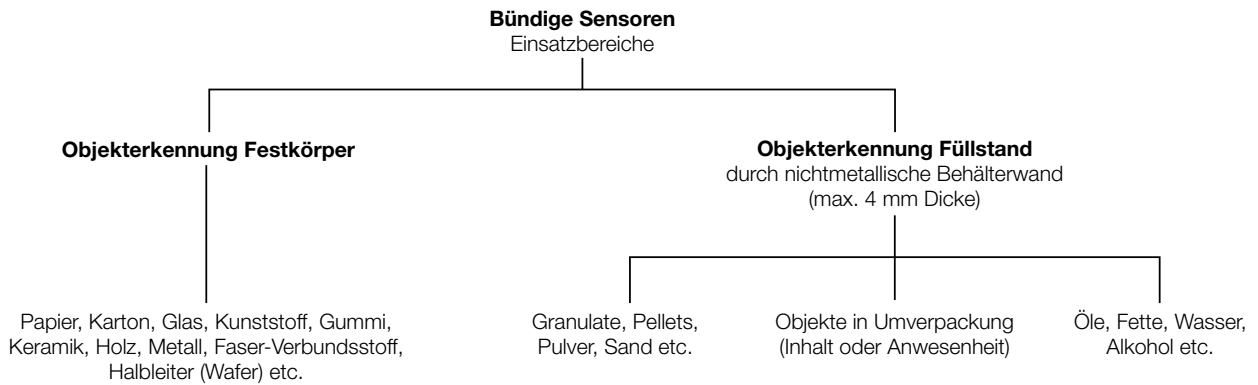 Bündige Sensoren
Einsatzbereiche
Objekterkennung Festkörper
Objekterkennung Füllstand
durch nichtmetallische Behälterwand
(max. 4 mm Dicke)
Papier, Karton, Glas, Kunststoff, Gummi,
Keramik, Holz, Metall, Faser-Verbundsstoff,
Halbleiter (Wafer) etc.
Granulate, Pellets,
Pulver, Sand etc.
Objekte in Umverpackung
(Inhalt oder Anwesenheit)
Öle, Fette, Wasser,
Alkohol etc.